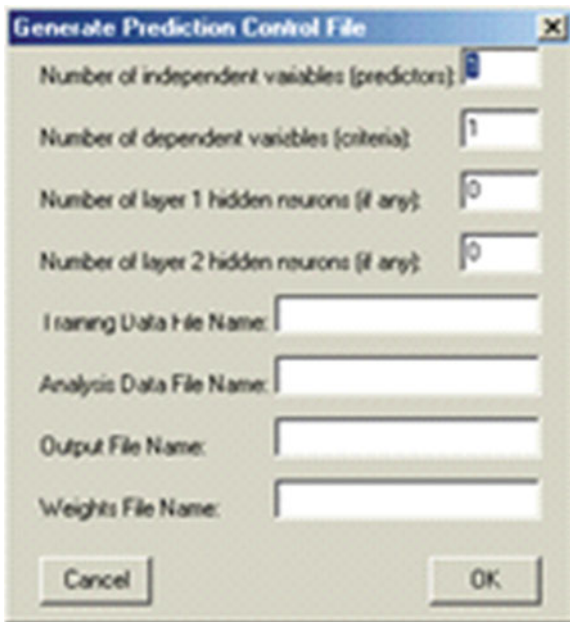 Generate Prediction Control File
Number of independent variables (predictors):
Number of dependent variables (criteria): 1
Number of layer 1 hidden neurons (if any): 0
Number of layer 2 hidden neurons (if any): 0
Training Data File Name:
Analysis Data File Name:
Output File Name:
Weights File Name:
Cancel OK